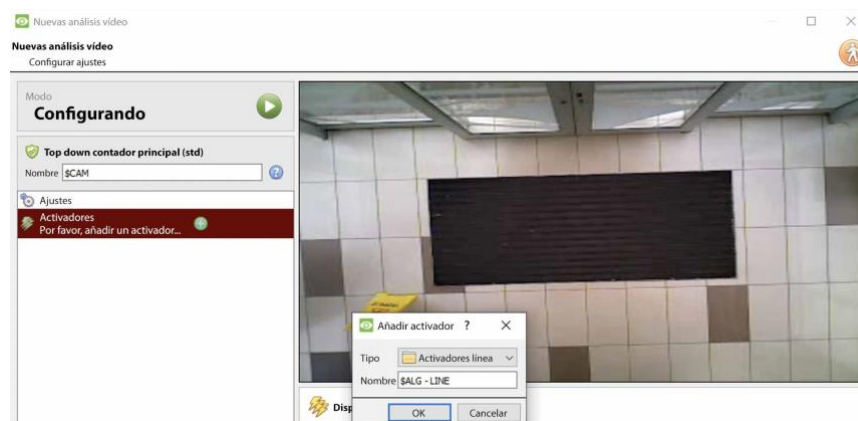 Nuevas análisis vídeo
Nuevas análisis vídeo
Configurar ajustes
Modo
Configurando
Top down contador principal (std)
Nombre $CAM
Ajustes
Activadores
Por favor, añadir un activador...
Añadir activador ?
Tipo Activadores línea
Nombre $ALG - LINE
Disp
OK Cancelar